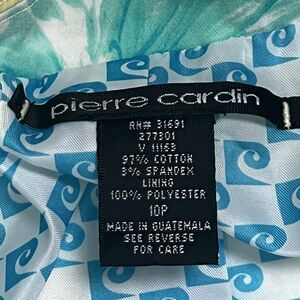 pierre cardin
RN# 31691
277301
V 11163
97% COTTON
3% SPANDEX
LINING
100% POLYESTER
10P
MADE IN GUATEMALA
SEE REVERSE
FOR CARE